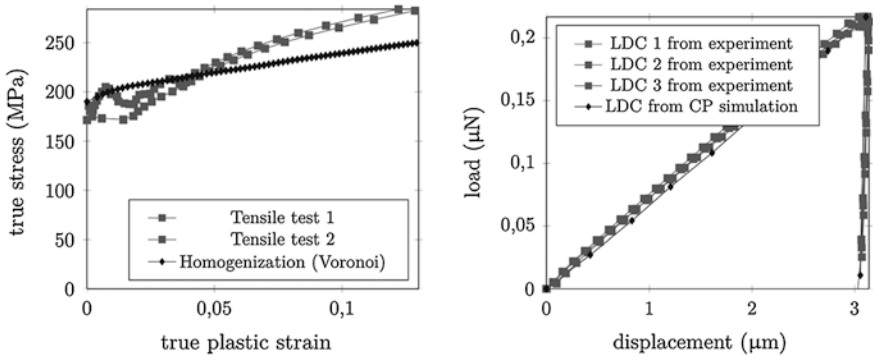 true stress (MPa)
250
200
150
100
50
0
Tensile test 1
Tensile test 2
Homogenization (Voronoi)
0
0,05
0,1
true plastic strain
load (µN)
0,2
0,15
0,1
0,05
0
LDC 1 from experiment
LDC 2 from experiment
LDC 3 from experiment
LDC from CP simulation
0
1
2
3
displacement (µm)